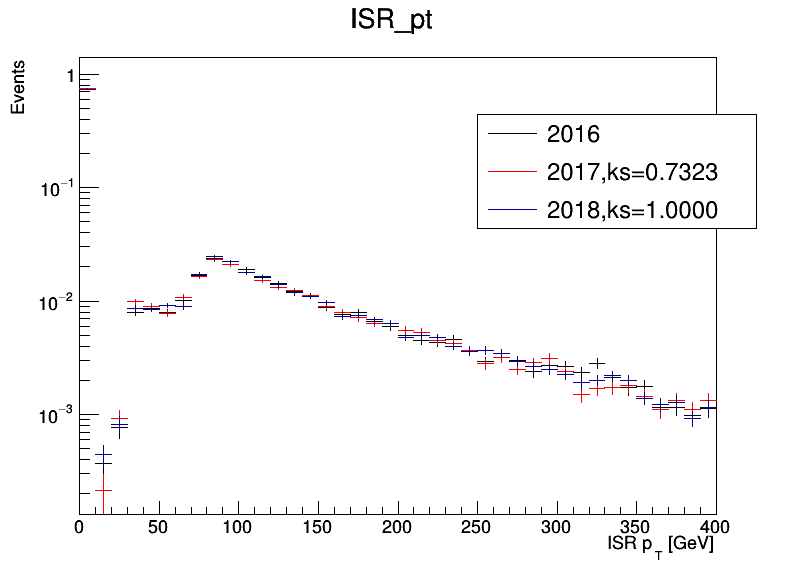 ISR_pt
Events
1
10⁻¹
10⁻²
10⁻³
2016
2017,ks=0.7323
2018,ks=1.0000
0 50 100 150 200 250 300 350 400
ISR p_T [GeV]